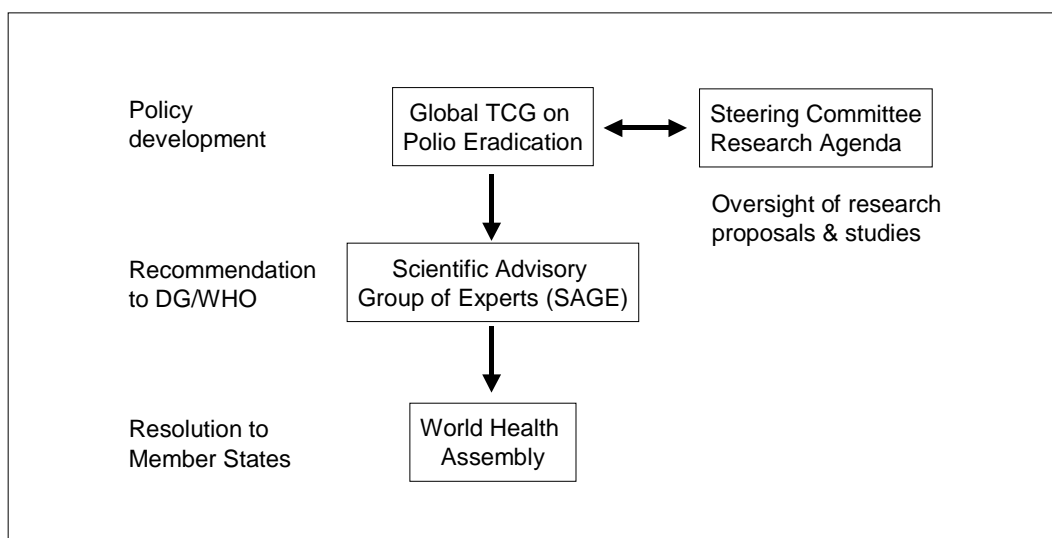 Policy
development
Global TCG on
Polio Eradication
Steering Committee
Research Agenda
Oversight of research
proposals & studies
Recommendation
to DG/WHO
Scientific Advisory
Group of Experts (SAGE)
Resolution to
Member States
World Health
Assembly